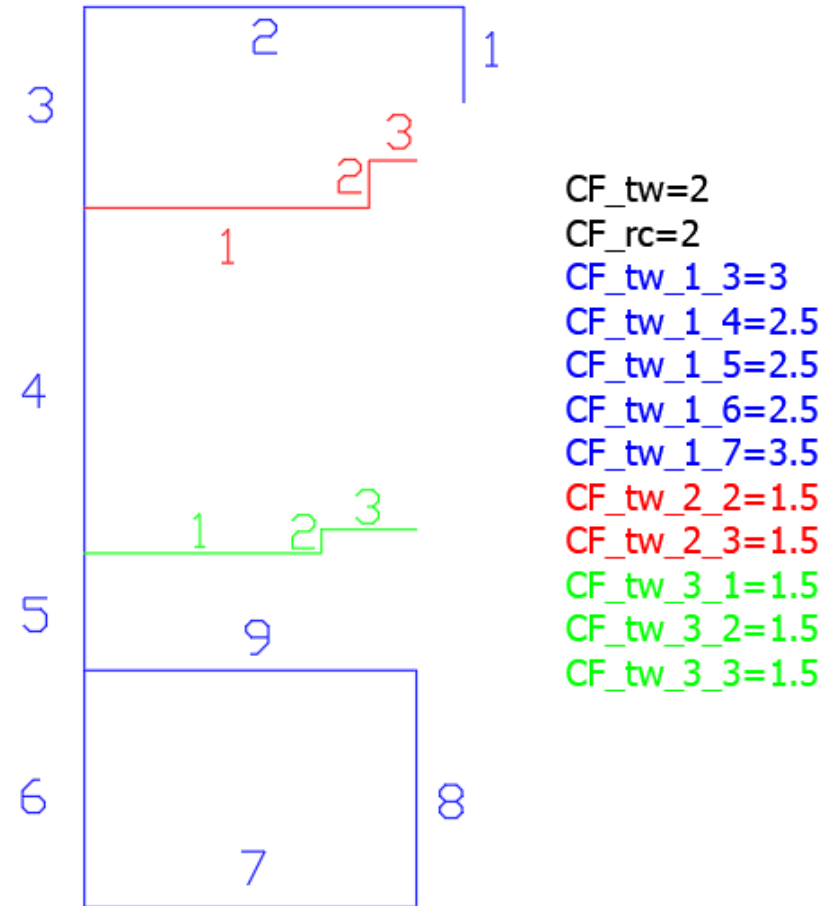 2
1
3
3
2
1
4
3
1
2
5
9
6
8
7
CF_tw=2
CF_rc=2
CF_tw_1_3=3
CF_tw_1_4=2.5
CF_tw_1_5=2.5
CF_tw_1_6=2.5
CF_tw_1_7=3.5
CF_tw_2_2=1.5
CF_tw_2_3=1.5
CF_tw_3_1=1.5
CF_tw_3_2=1.5
CF_tw_3_3=1.5